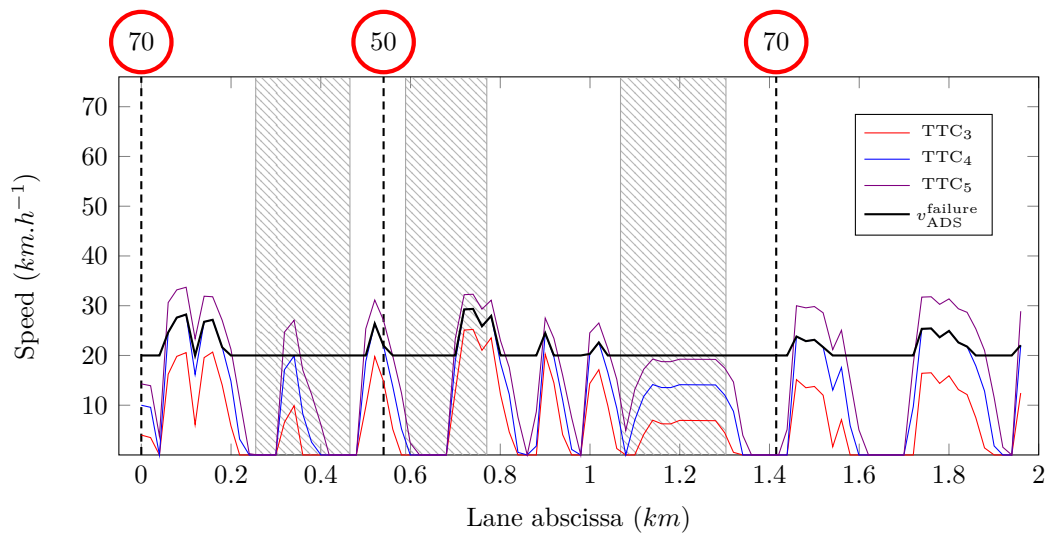 70 50 70
Speed (km.h⁻¹)
70
60
50
40
30
20
10
TTC₃
TTC₄
TTC₅
v_ADS^failure
0 0.2 0.4 0.6 0.8 1 1.2 1.4 1.6 1.8 2
Lane abscissa (km)